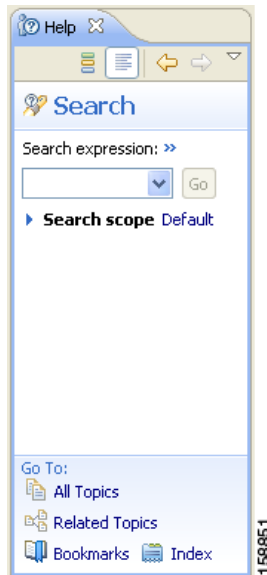 Help
Search
Search expression: »
Go
Search scope Default
Go To:
All Topics
Related Topics
Bookmarks Index
158851